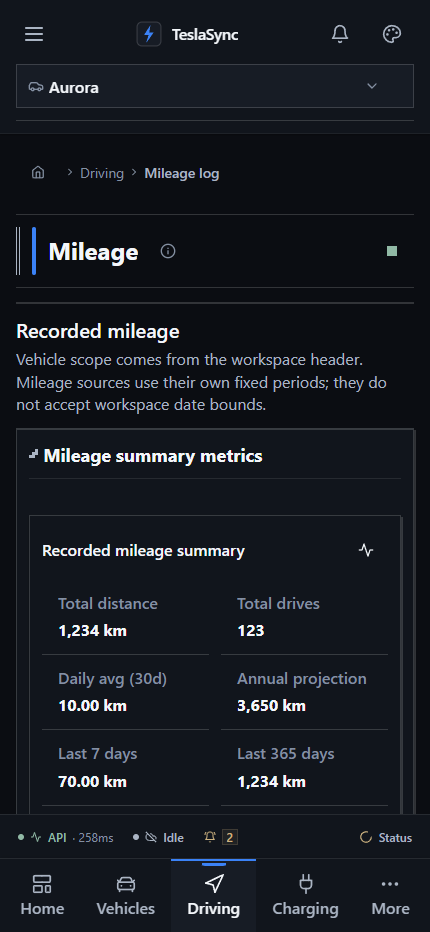 TeslaSync
Aurora
Driving
Mileage log
Mileage
Recorded mileage
Vehicle scope comes from the workspace header.
Mileage sources use their own fixed periods; they do
not accept workspace date bounds.
Mileage summary metrics
Recorded mileage summary
Total distance
1,234 km
Total drives
123
Daily avg (30d)
10.00 km
Annual projection
3,650 km
Last 7 days
70.00 km
Last 365 days
1,234 km
API · 258ms
Idle
2
Status
Home
Vehicles
Driving
Charging
More